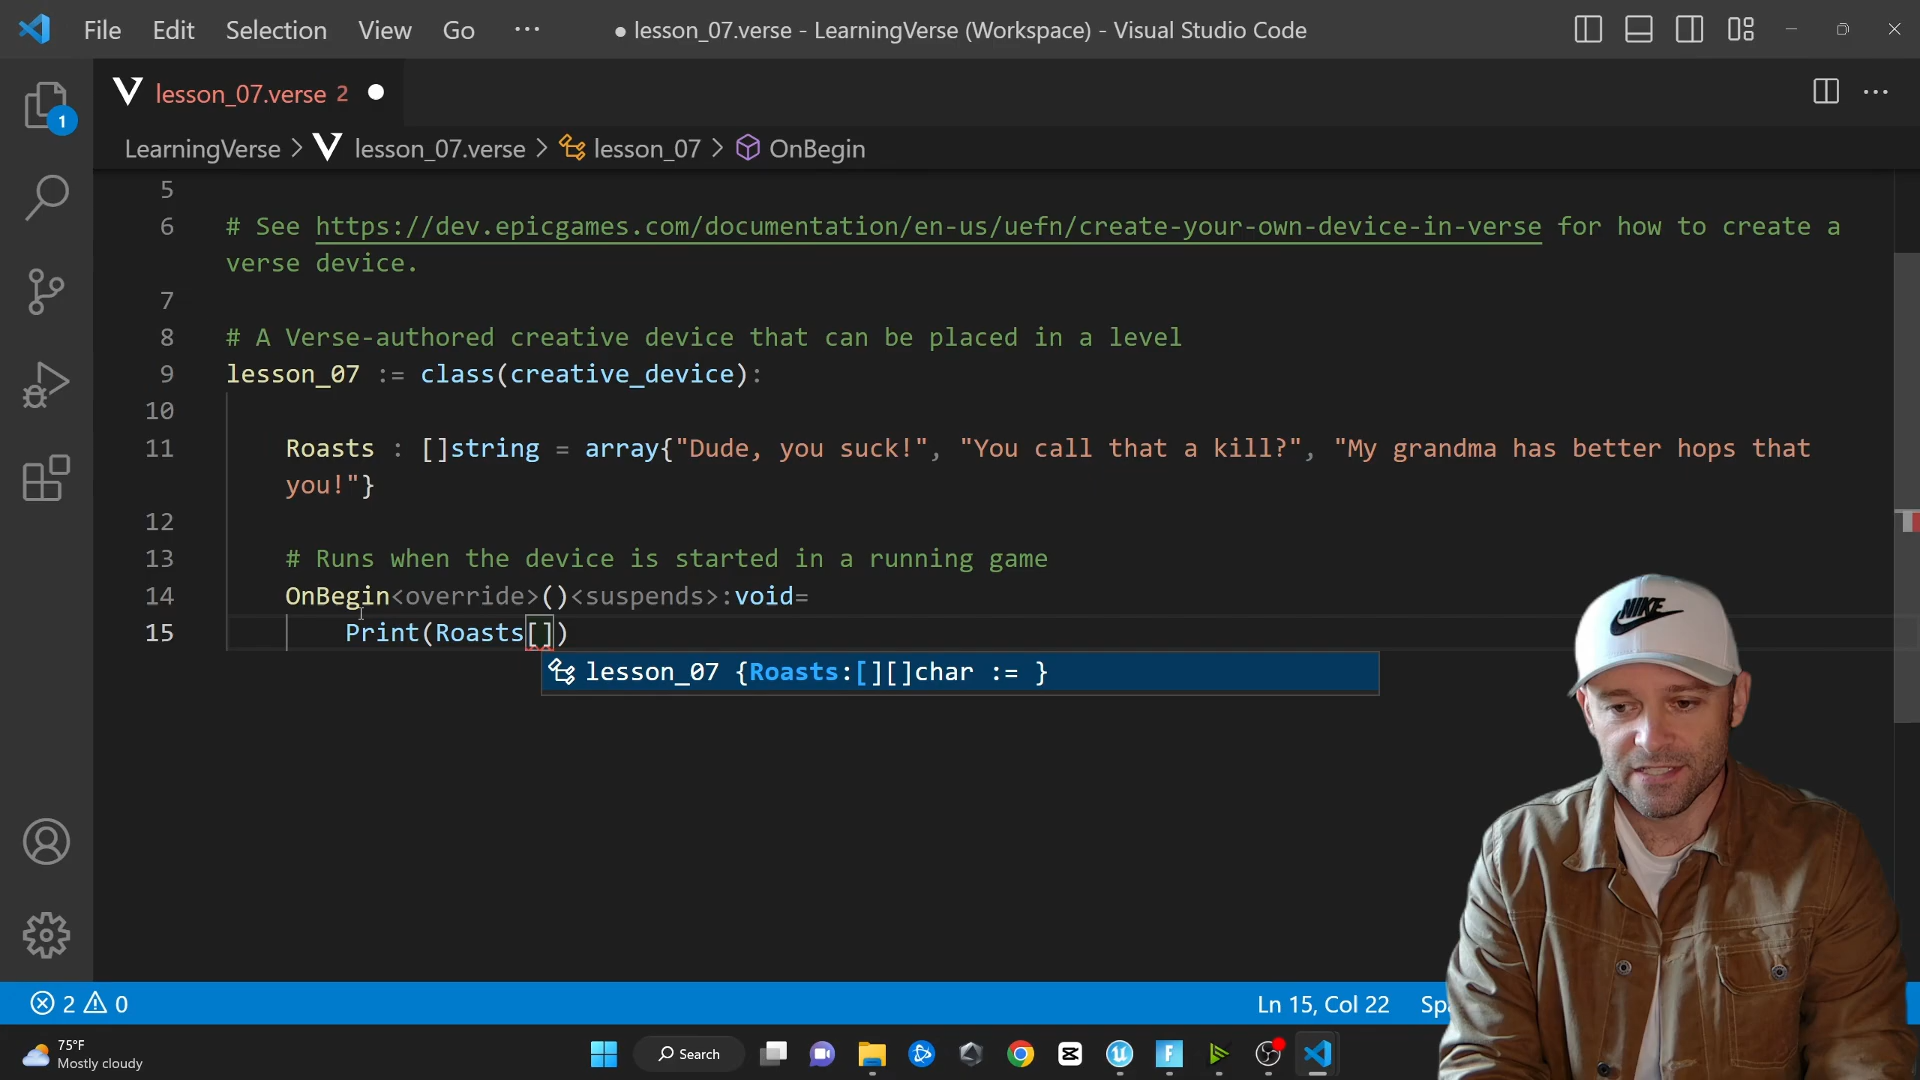 File Edit Selection View Go ··· ● lesson_07.verse - LearningVerse (Workspace) - Visual Studio Code
lesson_07.verse 2 ●
LearningVerse > lesson_07.verse > lesson_07 > OnBegin
1
5
6 # See https://dev.epicgames.com/documentation/en-us/uefn/create-your-own-device-in-verse for how to create a
verse device.
7
8 # A Verse-authored creative device that can be placed in a level
9 lesson_07 := class(creative_device):
10
11 Roasts : []string = array{"Dude, you suck!", "You call that a kill?", "My grandma has better hops that
you!"}
12
13 # Runs when the device is started in a running game
14 OnBegin<override>()<suspends>:void=
15 Print(Roasts[])
lesson_07 {Roasts:[][]char := }
NIKE
2 0 Ln 15, Col 22
75°F
Mostly cloudy
Search